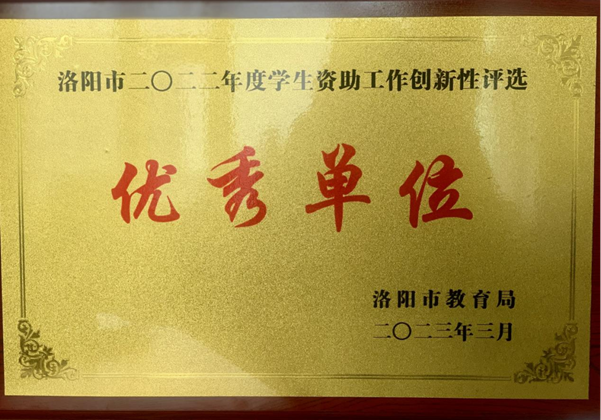 洛阳市二〇二二年度学生资助工作创新性评选
优秀单位
洛阳市教育局
二〇二三年三月